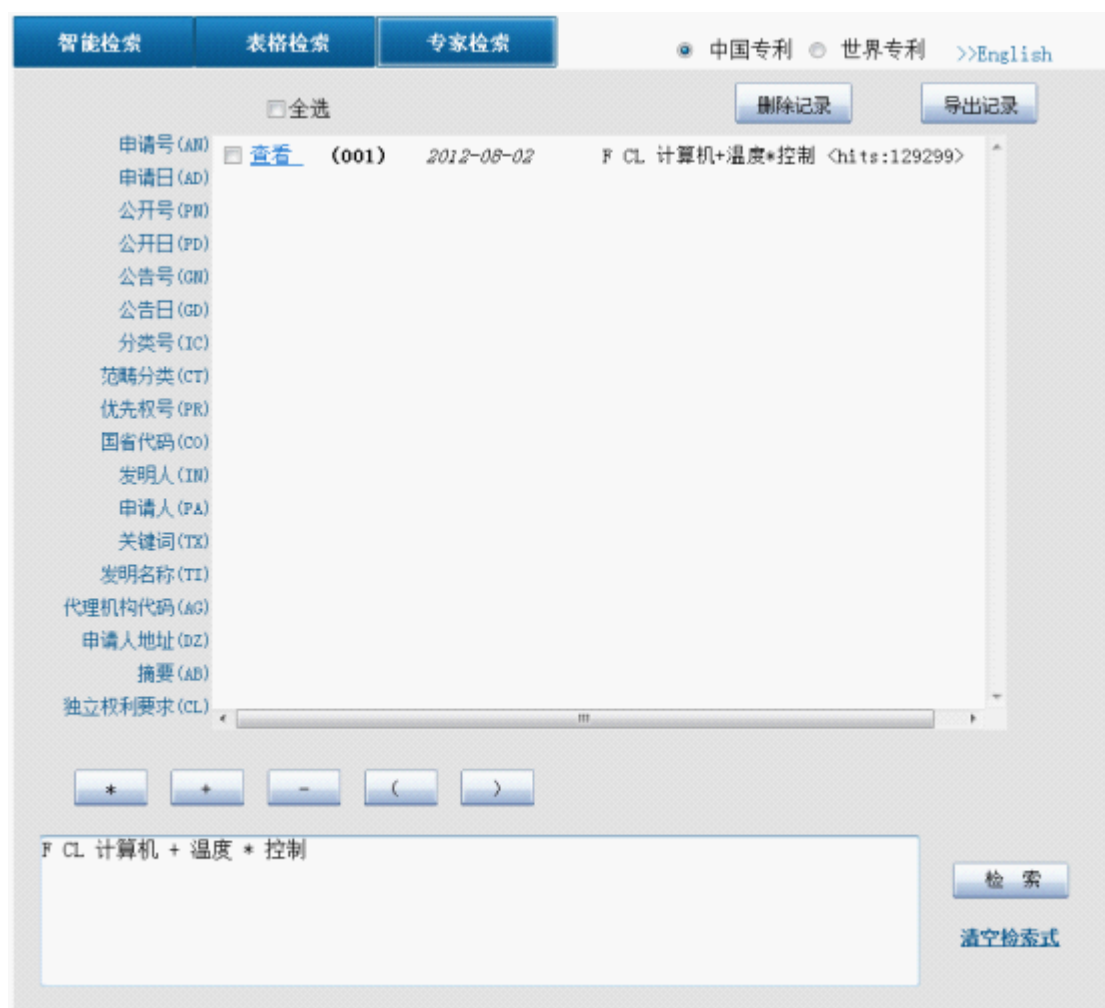 智能检索 表格检索 专家检索 中国专利 世界专利 >>English
全选 删除记录 导出记录
申请号(AN) 查看 (001) 2012-08-02 F CL 计算机+温度*控制 <hits:129299>
申请日(AD)
公开号(PN)
公开日(PD)
公告号(GN)
公告日(GD)
分类号(IC)
范畴分类(CT)
优先权号(PR)
国省代码(CO)
发明人(IN)
申请人(PA)
关键词(TX)
发明名称(TI)
代理机构代码(AG)
申请人地址(DZ)
摘要(AB)
独立权利要求(CL)
* + - ( )
F CL 计算机 + 温度 * 控制
检 索
清空检索式